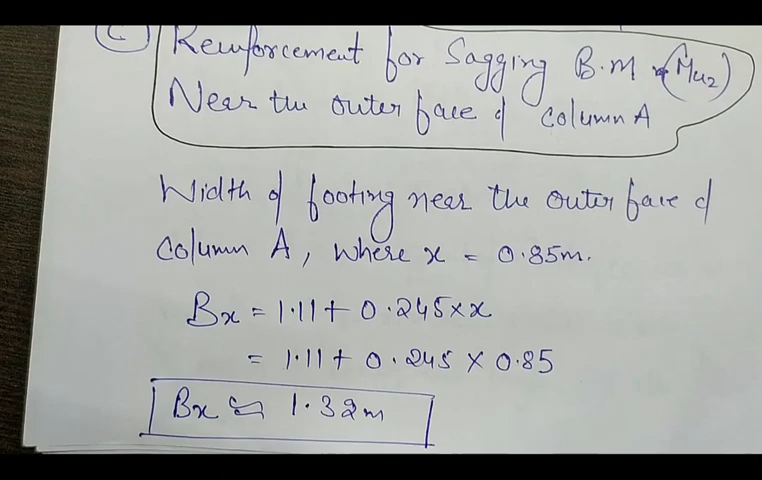 (C) Reinforcement for Sagging B.M (Mu2)
Near the outer face of column A
Width of footing near the outer face of
column A, where x = 0.85m.
Bx = 1.11 + 0.245 × x
= 1.11 + 0.245 × 0.85
Bx ≈ 1.32m